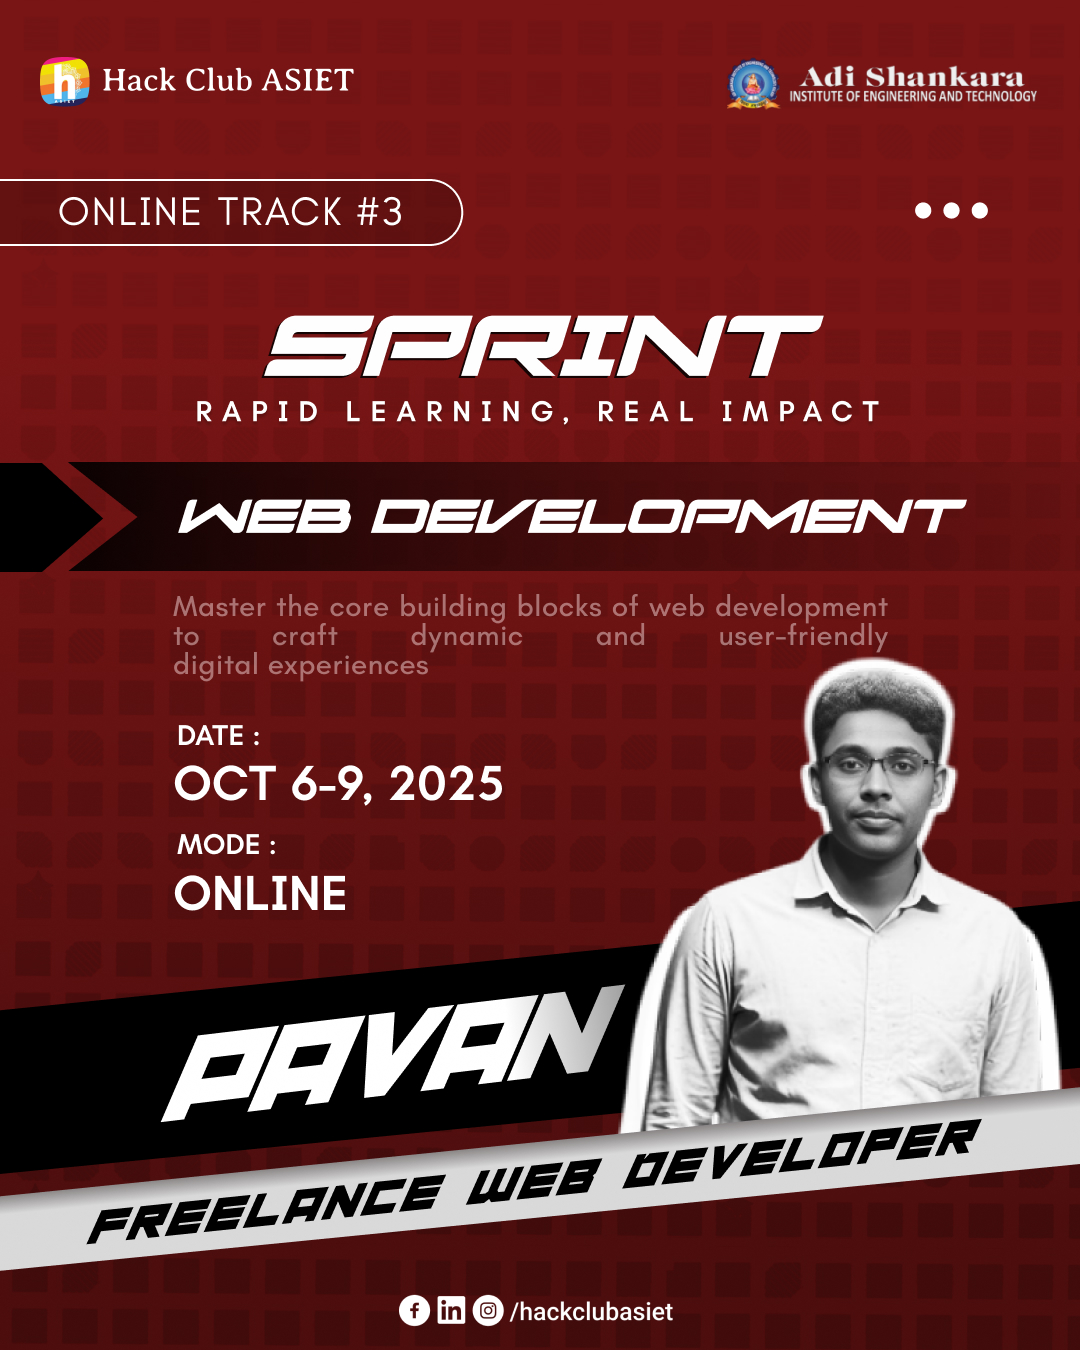 h
ASIET
Hack Club ASIET
Adi Shankara
INSTITUTE OF ENGINEERING AND TECHNOLOGY
ONLINE TRACK #3
SPRINT
RAPID LEARNING, REAL IMPACT
WEB DEVELOPMENT
Master the core building blocks of web development
to craft dynamic and user-friendly
digital experiences
DATE :
OCT 6-9, 2025
MODE :
ONLINE
PAVAN
FREELANCE WEB DEVELOPER
/hackclubasiet